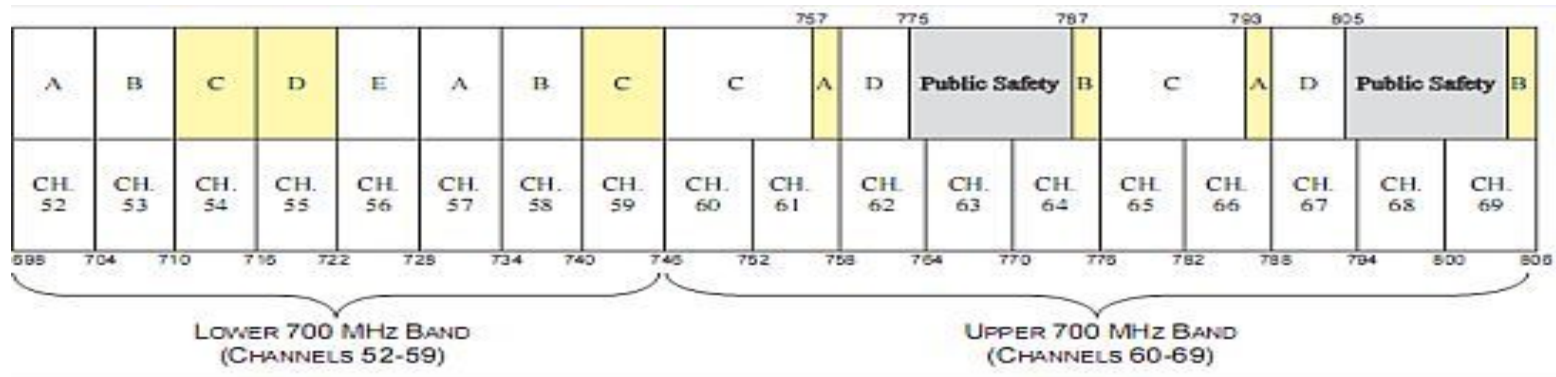 757 775 787 793 805
A B C D E A B C C A D Public Safety B C A D Public Safety B
CH. CH. CH. CH. CH. CH. CH. CH. CH. CH. CH. CH. CH. CH. CH. CH. CH. CH.
52 53 54 55 56 57 58 59 60 61 62 63 64 65 66 67 68 69
698 704 710 716 722 728 734 740 746 752 758 764 770 776 782 788 794 800 806
LOWER 700 MHZ BAND
(CHANNELS 52-59)
UPPER 700 MHZ BAND
(CHANNELS 60-69)